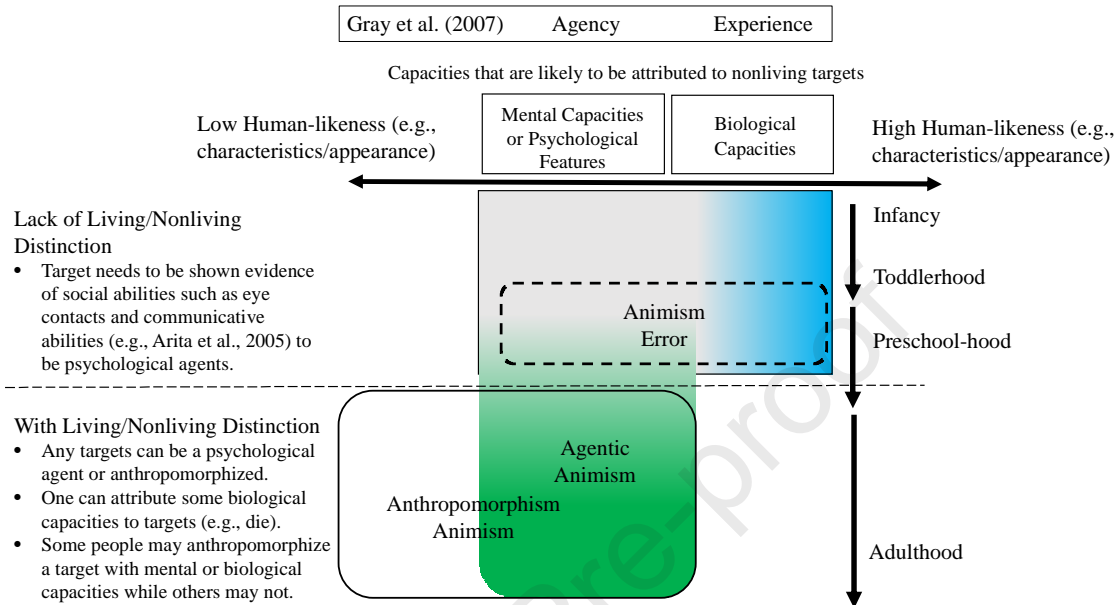 Gray et al. (2007) Agency Experience
Capacities that are likely to be attributed to nonliving targets
Low Human-likeness (e.g.,
characteristics/appearance)
Mental Capacities
or Psychological
Features
Biological
Capacities
High Human-likeness (e.g.,
characteristics/appearance)
Lack of Living/Nonliving
Distinction
• Target needs to be shown evidence
of social abilities such as eye
contacts and communicative
abilities (e.g., Arita et al., 2005) to
be psychological agents.
Animism
Error
Infancy
Toddlerhood
Preschool-hood
With Living/Nonliving Distinction
• Any targets can be a psychological
agent or anthropomorphized.
• One can attribute some biological
capacities to targets (e.g., die).
• Some people may anthropomorphize
a target with mental or biological
capacities while others may not.
Agentic
Animism
Anthropomorphism
Animism
Adulthood
re-proof